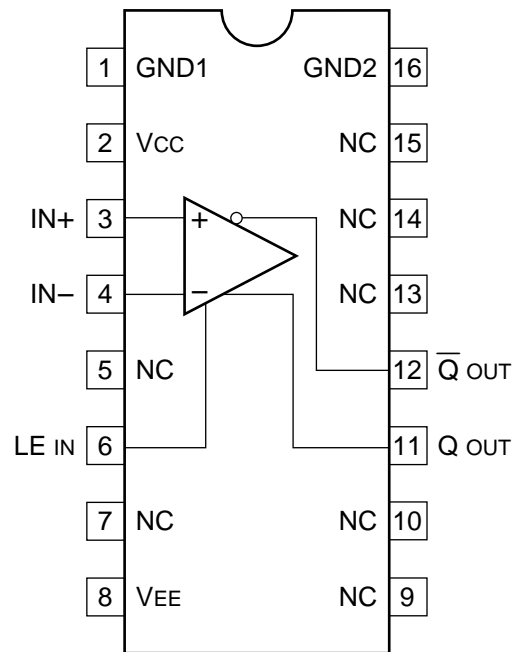 1 GND1 GND2 16
2 VCC NC 15
IN+ 3 + NC 14
IN− 4 − NC 13
5 NC 12 Q̅ OUT
LE IN 6 11 Q OUT
7 NC NC 10
8 VEE NC 9